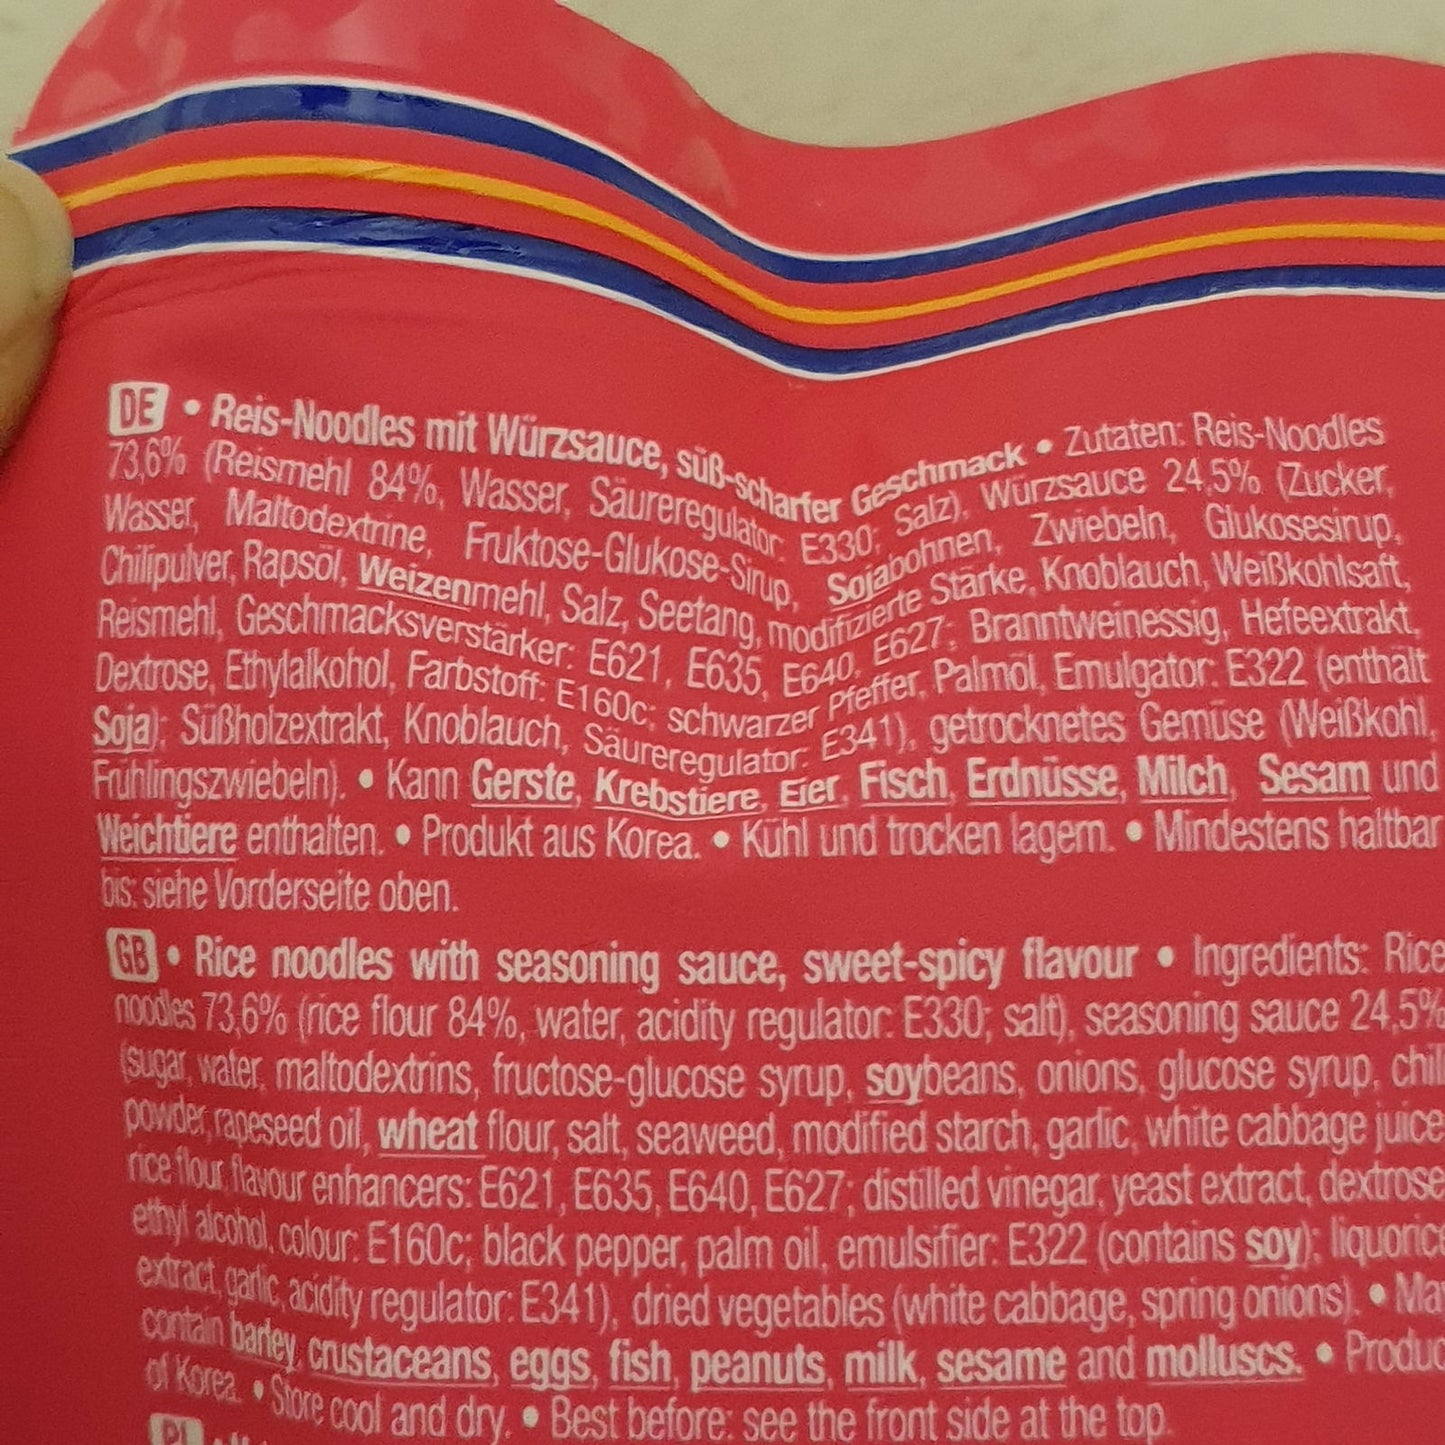 DE • Reis-Noodles mit Würzsauce, süß-scharfer Geschmack • Zutaten: Reis-Noodles
73,6% (Reismehl 84%, Wasser, Säureregulator: E330; Salz), Würzsauce 24,5% (Zucker,
Wasser, Maltodextrine, Fruktose-Glukose-Sirup, Sojabohnen, Zwiebeln, Glukosesirup,
Chilipulver, Rapsöl, Weizenmehl, Salz, Seetang, modifizierte Stärke, Knoblauch, Weißkohlsaft,
Reismehl, Geschmacksverstärker: E621, E635, E640, E627; Branntweinessig, Hefeextrakt,
Dextrose, Ethylalkohol, Farbstoff: E160c; schwarzer Pfeffer, Palmöl, Emulgator: E322 (enthält
Soja); Süßholzextrakt, Knoblauch, Säureregulator: E341), getrocknetes Gemüse (Weißkohl,
Frühlingszwiebeln). • Kann Gerste, Krebstiere, Eier, Fisch, Erdnüsse, Milch, Sesam und
Weichtiere enthalten. • Produkt aus Korea. • Kühl und trocken lagern. • Mindestens haltbar
bis: siehe Vorderseite oben.
GB • Rice noodles with seasoning sauce, sweet-spicy flavour • Ingredients: Rice
noodles 73,6% (rice flour 84%, water, acidity regulator: E330; salt), seasoning sauce 24,5%
(sugar, water, maltodextrins, fructose-glucose syrup, soybeans, onions, glucose syrup, chili
powder, rapeseed oil, wheat flour, salt, seaweed, modified starch, garlic, white cabbage juice
rice flour, flavour enhancers: E621, E635, E640, E627; distilled vinegar, yeast extract, dextrose
ethyl alcohol, colour: E160c; black pepper, palm oil, emulsifier: E322 (contains soy); liquorice
extract, garlic, acidity regulator: E341), dried vegetables (white cabbage, spring onions). • Ma
contain barley, crustaceans, eggs, fish, peanuts, milk, sesame and molluscs. • Produc
of Korea. • Store cool and dry. • Best before: see the front side at the top.
PL